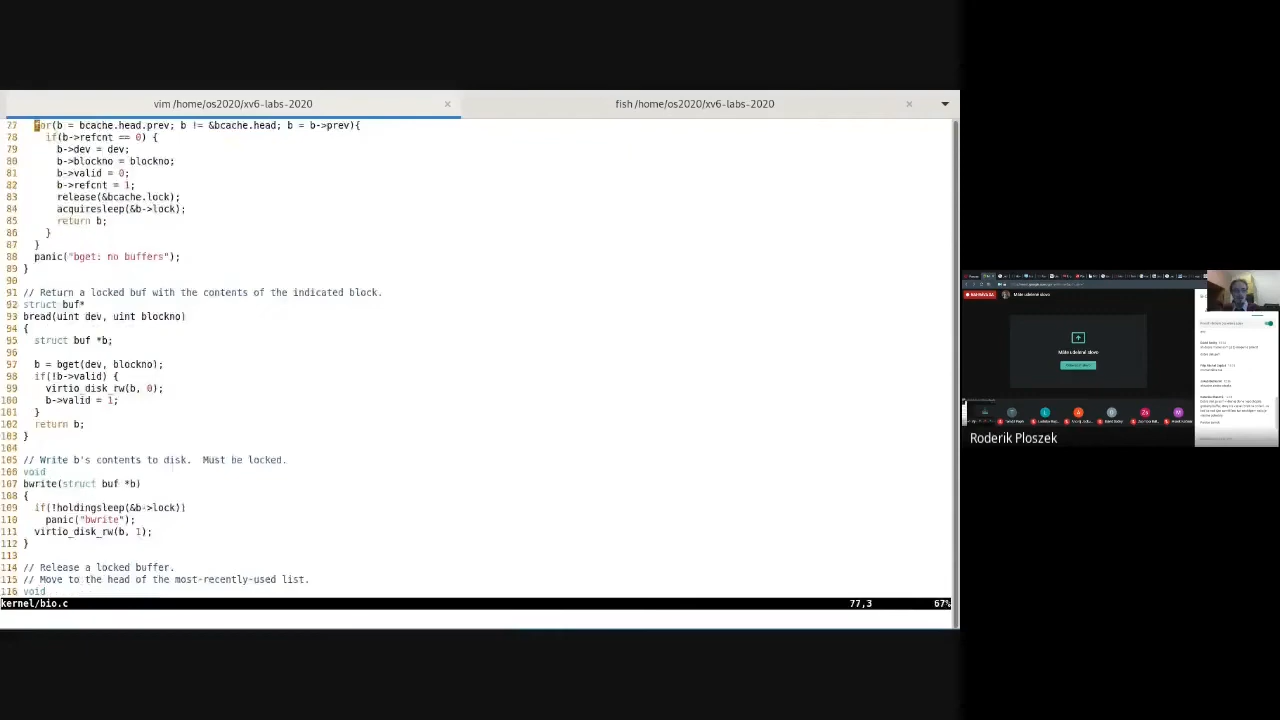 vim /home/os2020/xv6-labs-2020
fish /home/os2020/xv6-labs-2020
77 for(b = bcache.head.prev; b != &bcache.head; b = b->prev){
78 if(b->refcnt == 0) {
79 b->dev = dev;
80 b->blockno = blockno;
81 b->valid = 0;
82 b->refcnt = 1;
83 release(&bcache.lock);
84 acquiresleep(&b->lock);
85 return b;
86 }
87 }
88 panic("bget: no buffers");
89 }
90
91 // Return a locked buf with the contents of the indicated block.
92 struct buf*
93 bread(uint dev, uint blockno)
94 {
95 struct buf *b;
96
97 b = bget(dev, blockno);
98 if(!b->valid) {
99 virtio_disk_rw(b, 0);
100 b->valid = 1;
101 }
102 return b;
103 }
104
105 // Write b's contents to disk.  Must be locked.
106 void
107 bwrite(struct buf *b)
108 {
109 if(!holdingsleep(&b->lock))
110 panic("bwrite");
111 virtio_disk_rw(b, 1);
112 }
113
114 // Release a locked buffer.
115 // Move to the head of the most-recently-used list.
116 void
kernel/bio.c 77,3 67%
Máte udelené slovo
Máte udelené slovo
Roderik Ploszek